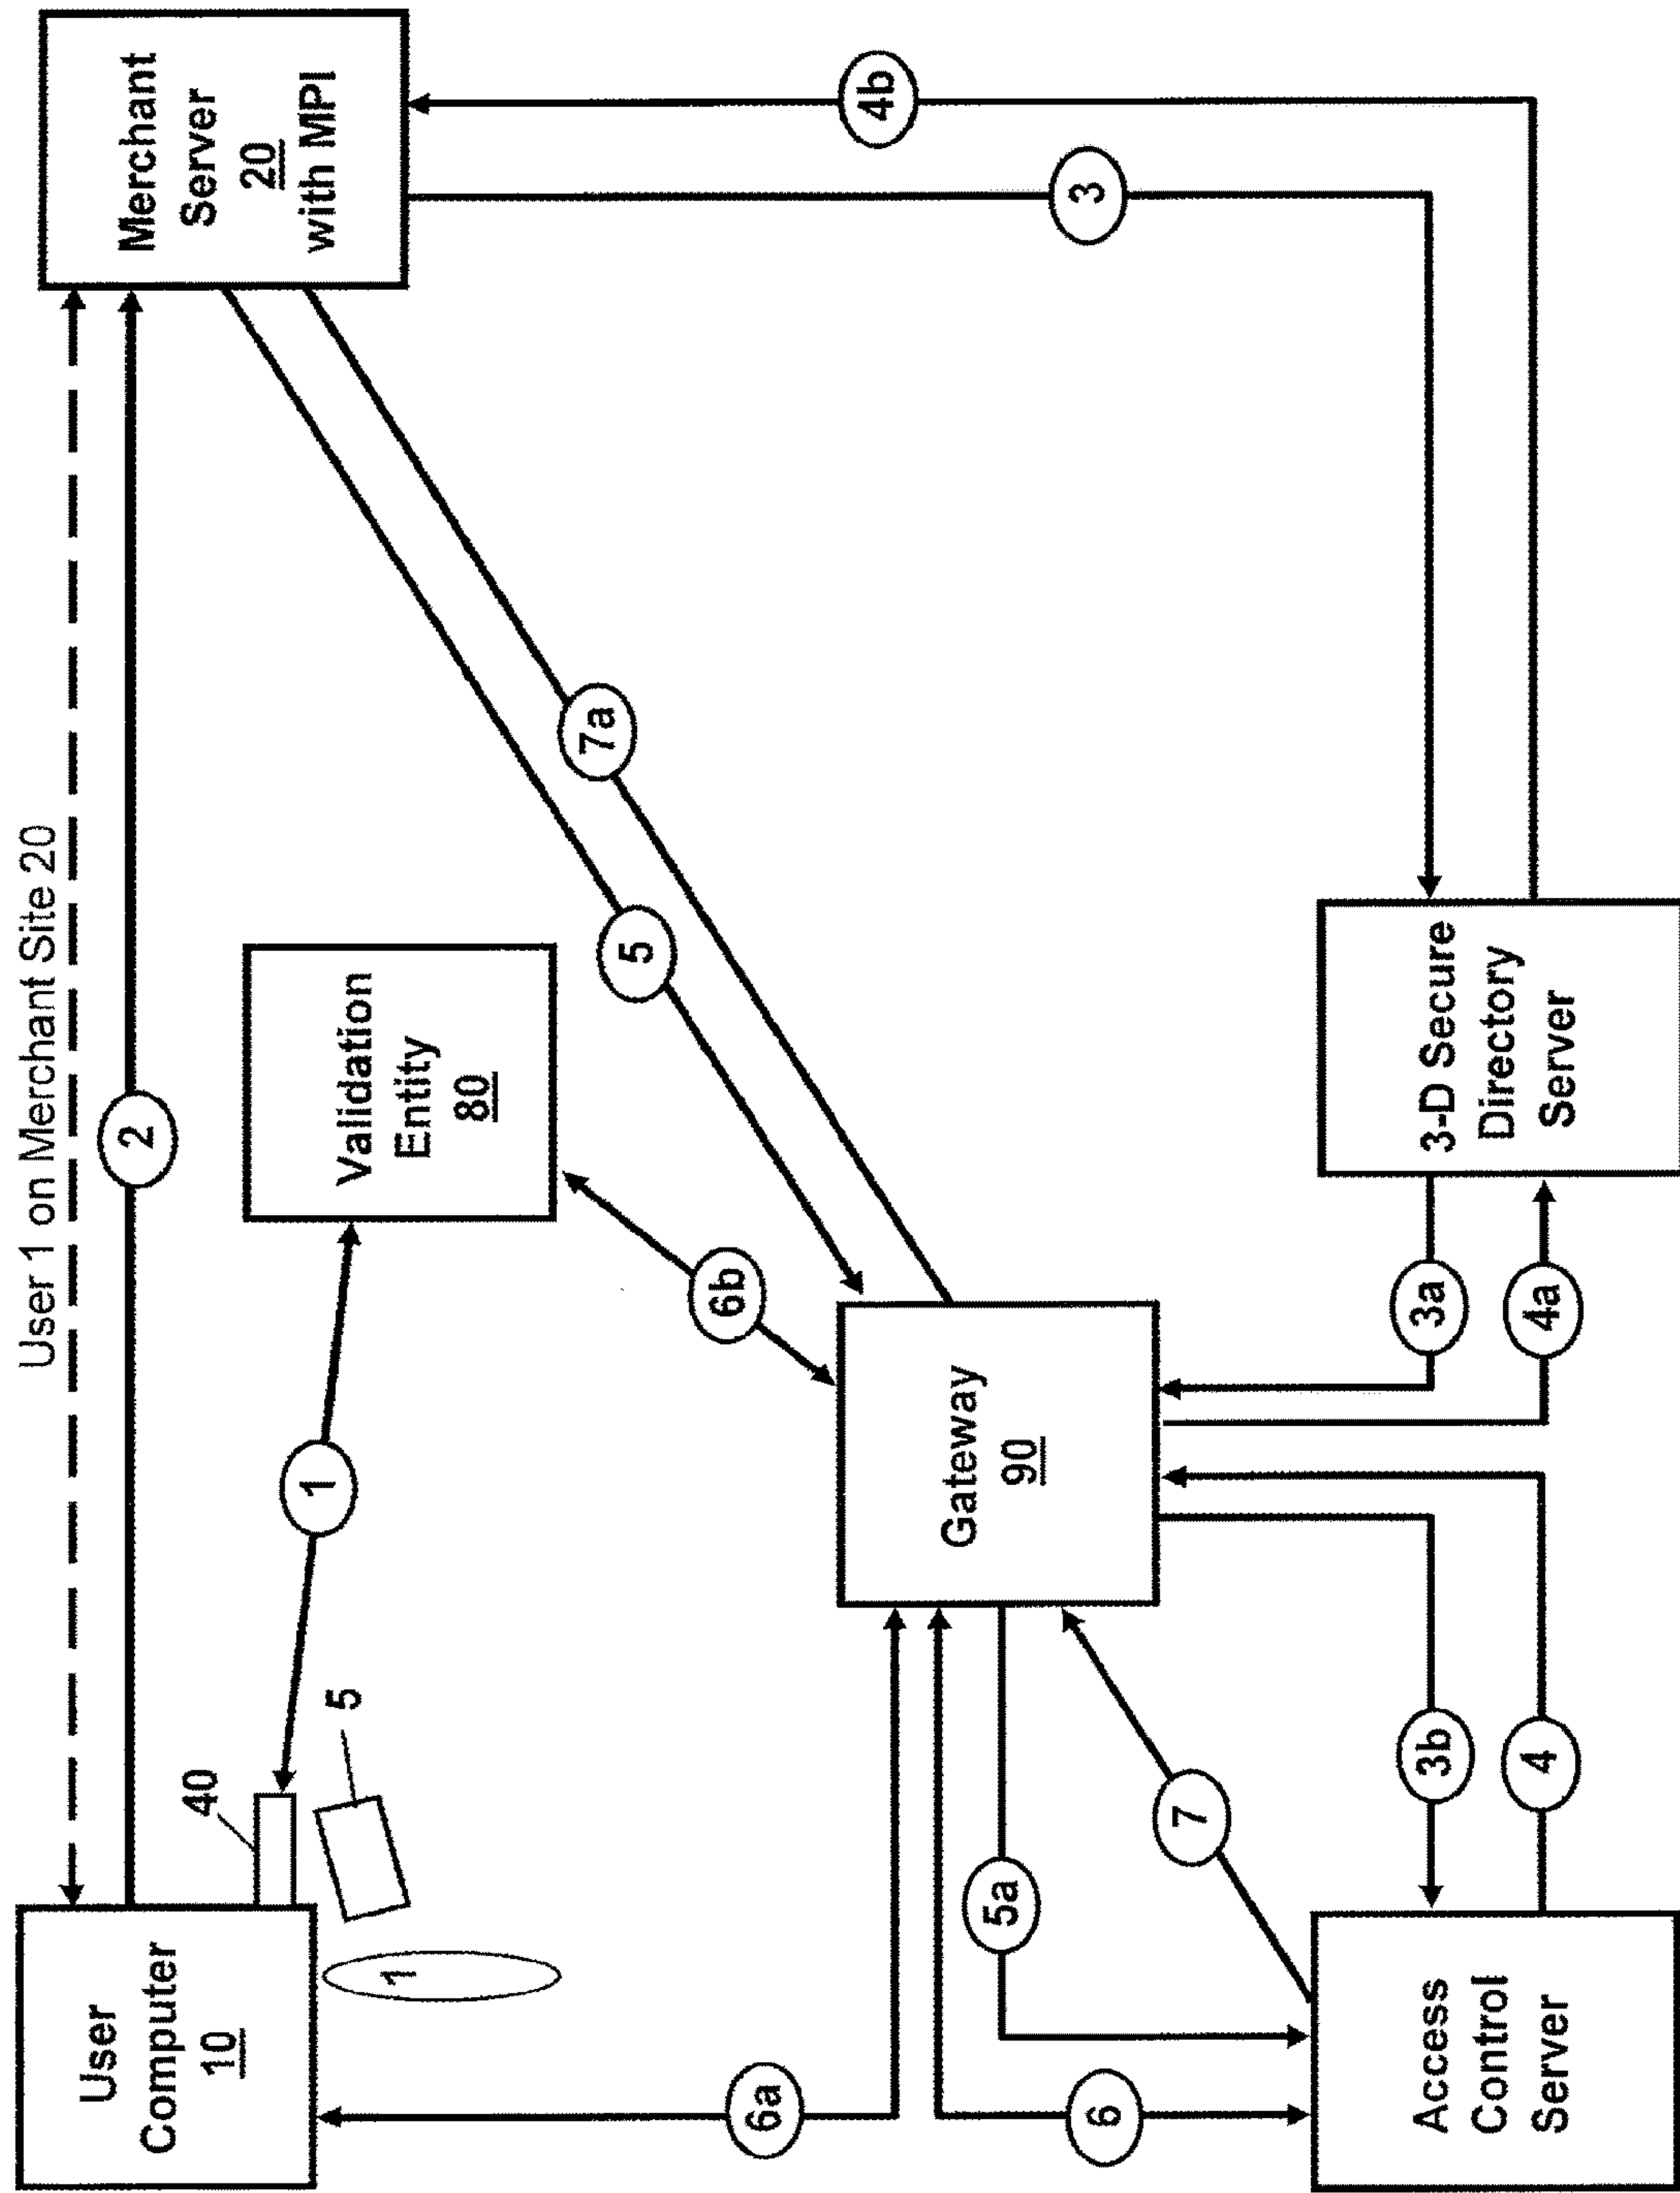 User 1 on Merchant Site 20
2
User
Computer
10
40
5
1
1
Validation
Entity
80
Merchant
Server
20
with MPI
6a
6b
5
7a
4b
3
Gateway
90
6
5a
7
3b
4
3a
4a
Access
Control
Server
3-D Secure
Directory
Server